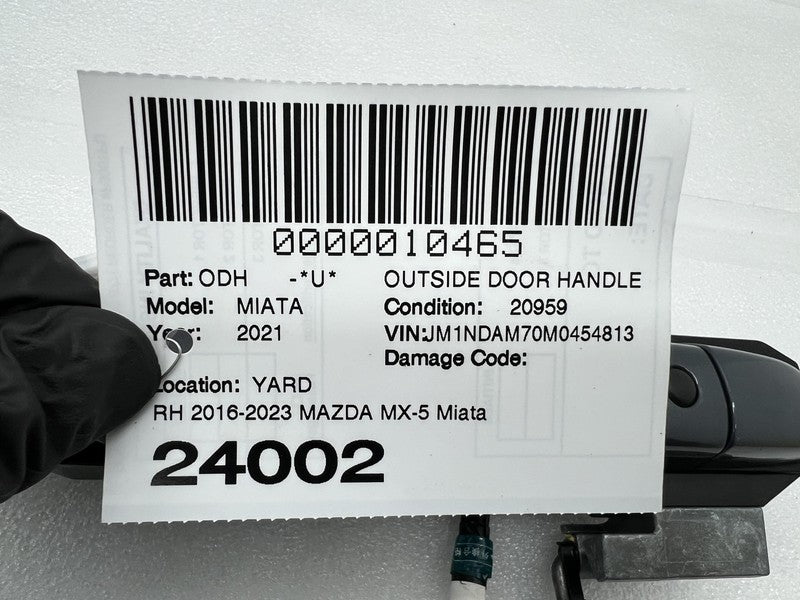 0000010465
Part: ODH -*U* OUTSIDE DOOR HANDLE
Model: MIATA Condition: 20959
Year: 2021 VIN:JM1NDAM70M0454813
Damage Code:
Location: YARD
RH 2016-2023 MAZDA MX-5 Miata
24002